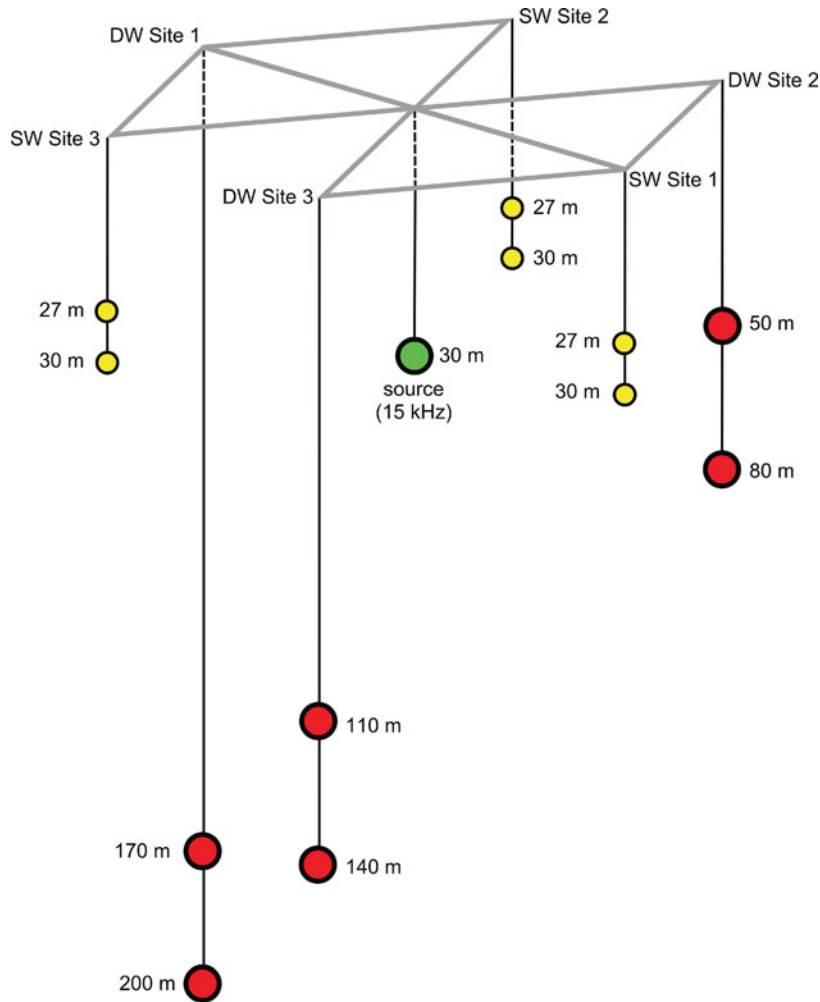 SW Site 2
DW Site 1
DW Site 2
SW Site 3
SW Site 1
DW Site 3
27 m
30 m
27 m
30 m
27 m
30 m
30 m
source
(15 kHz)
50 m
80 m
110 m
140 m
170 m
200 m